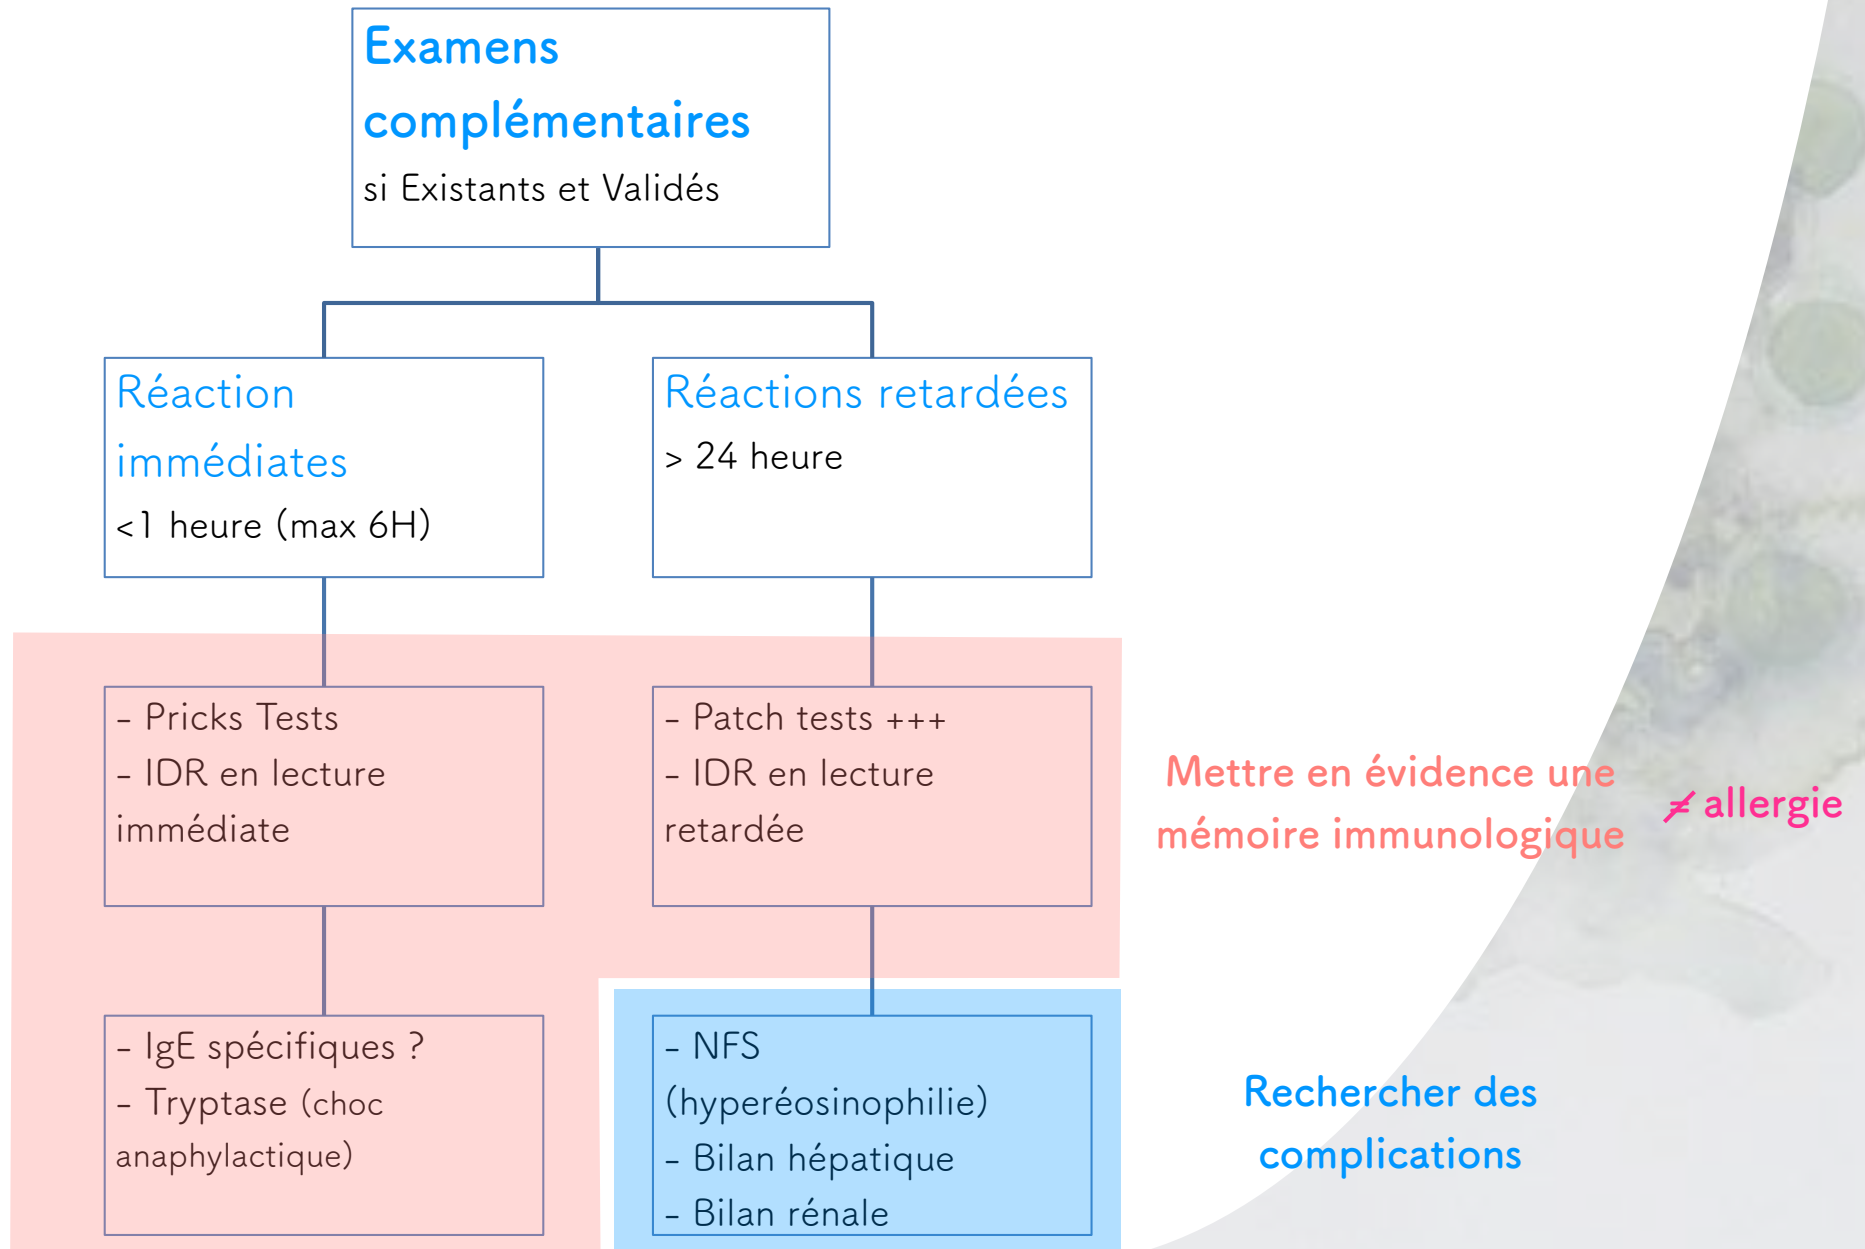 Examens
complémentaires
si Existants et Validés
Réaction
immédiates
<1 heure (max 6H)
Réactions retardées
> 24 heure
- Pricks Tests
- IDR en lecture
immédiate
- Patch tests +++
- IDR en lecture
retardée
Mettre en évidence une
mémoire immunologique
≠ allergie
- IgE spécifiques ?
- Tryptase (choc
anaphylactique)
- NFS
(hyperéosinophilie)
- Bilan hépatique
- Bilan rénale
Rechercher des
complications